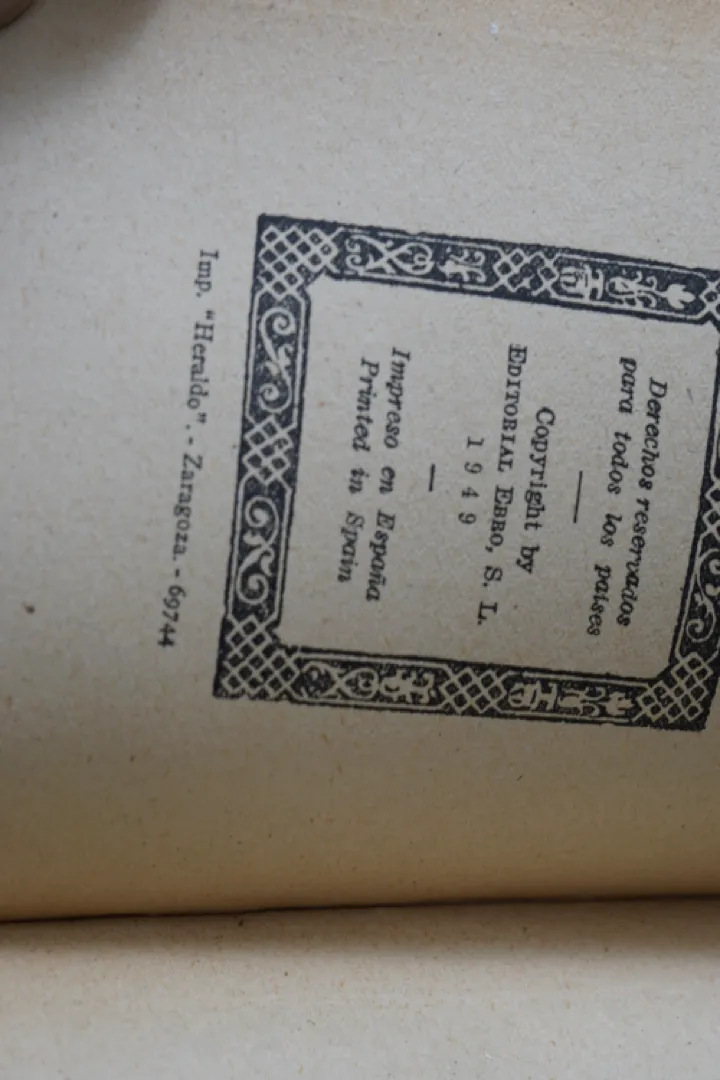 Derechos reservados
para todos los países
Copyright by
EDITORIAL EBRO, S. L.
1 9 4 9
Impreso en España
Printed in Spain
Imp. "Heraldo". - Zaragoza. - 69744